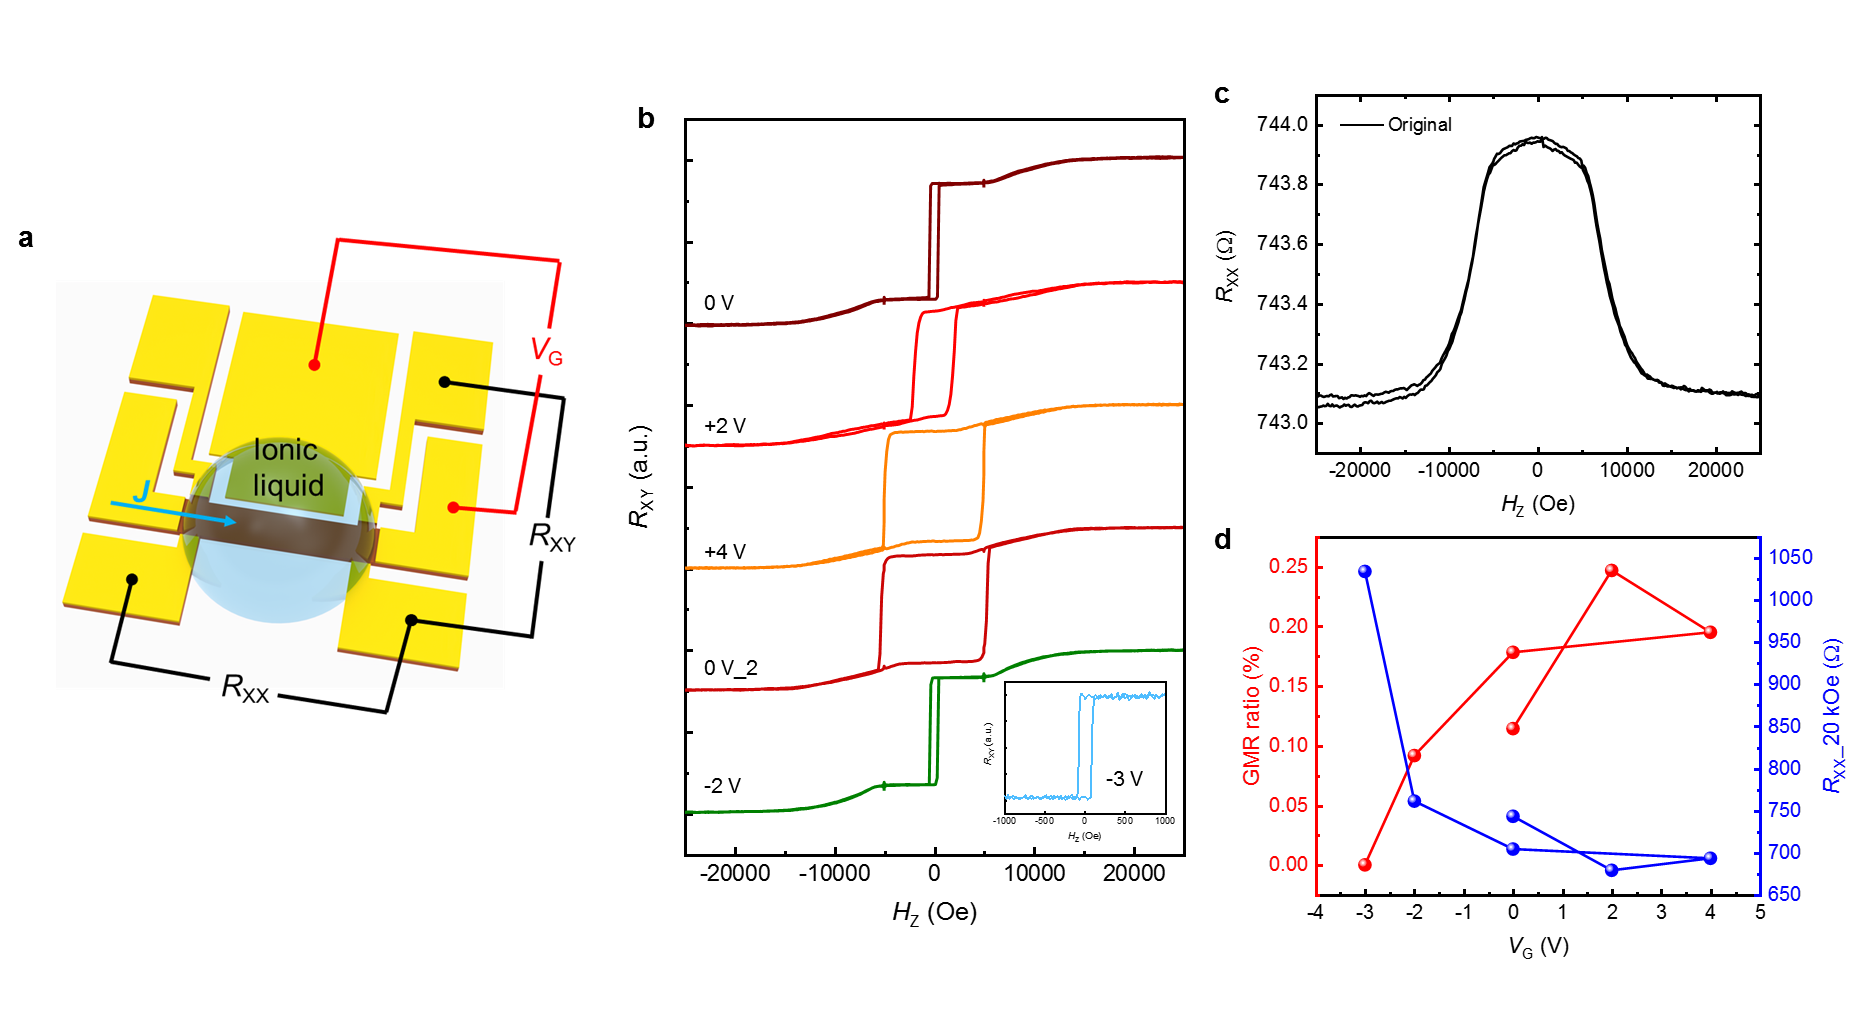 a
Ionic
liquid
J
VG
RXY
RXX
b
RXY (a.u.)
0 V
+2 V
+4 V
0 V_2
-2 V
-20000 -10000 0 10000 20000
HZ (Oe)
RXY (a.u.)
-3 V
-1000 -500 0 500 1000
HZ (Oe)
c
RXX (Ω)
Original
744.0
743.8
743.6
743.4
743.2
743.0
-20000 -10000 0 10000 20000
HZ (Oe)
d
GMR ratio (%)
0.25
0.20
0.15
0.10
0.05
0.00
1050
1000
950
900
850
800
750
700
650
RXX_20 kOe (Ω)
-4 -3 -2 -1 0 1 2 3 4 5
VG (V)